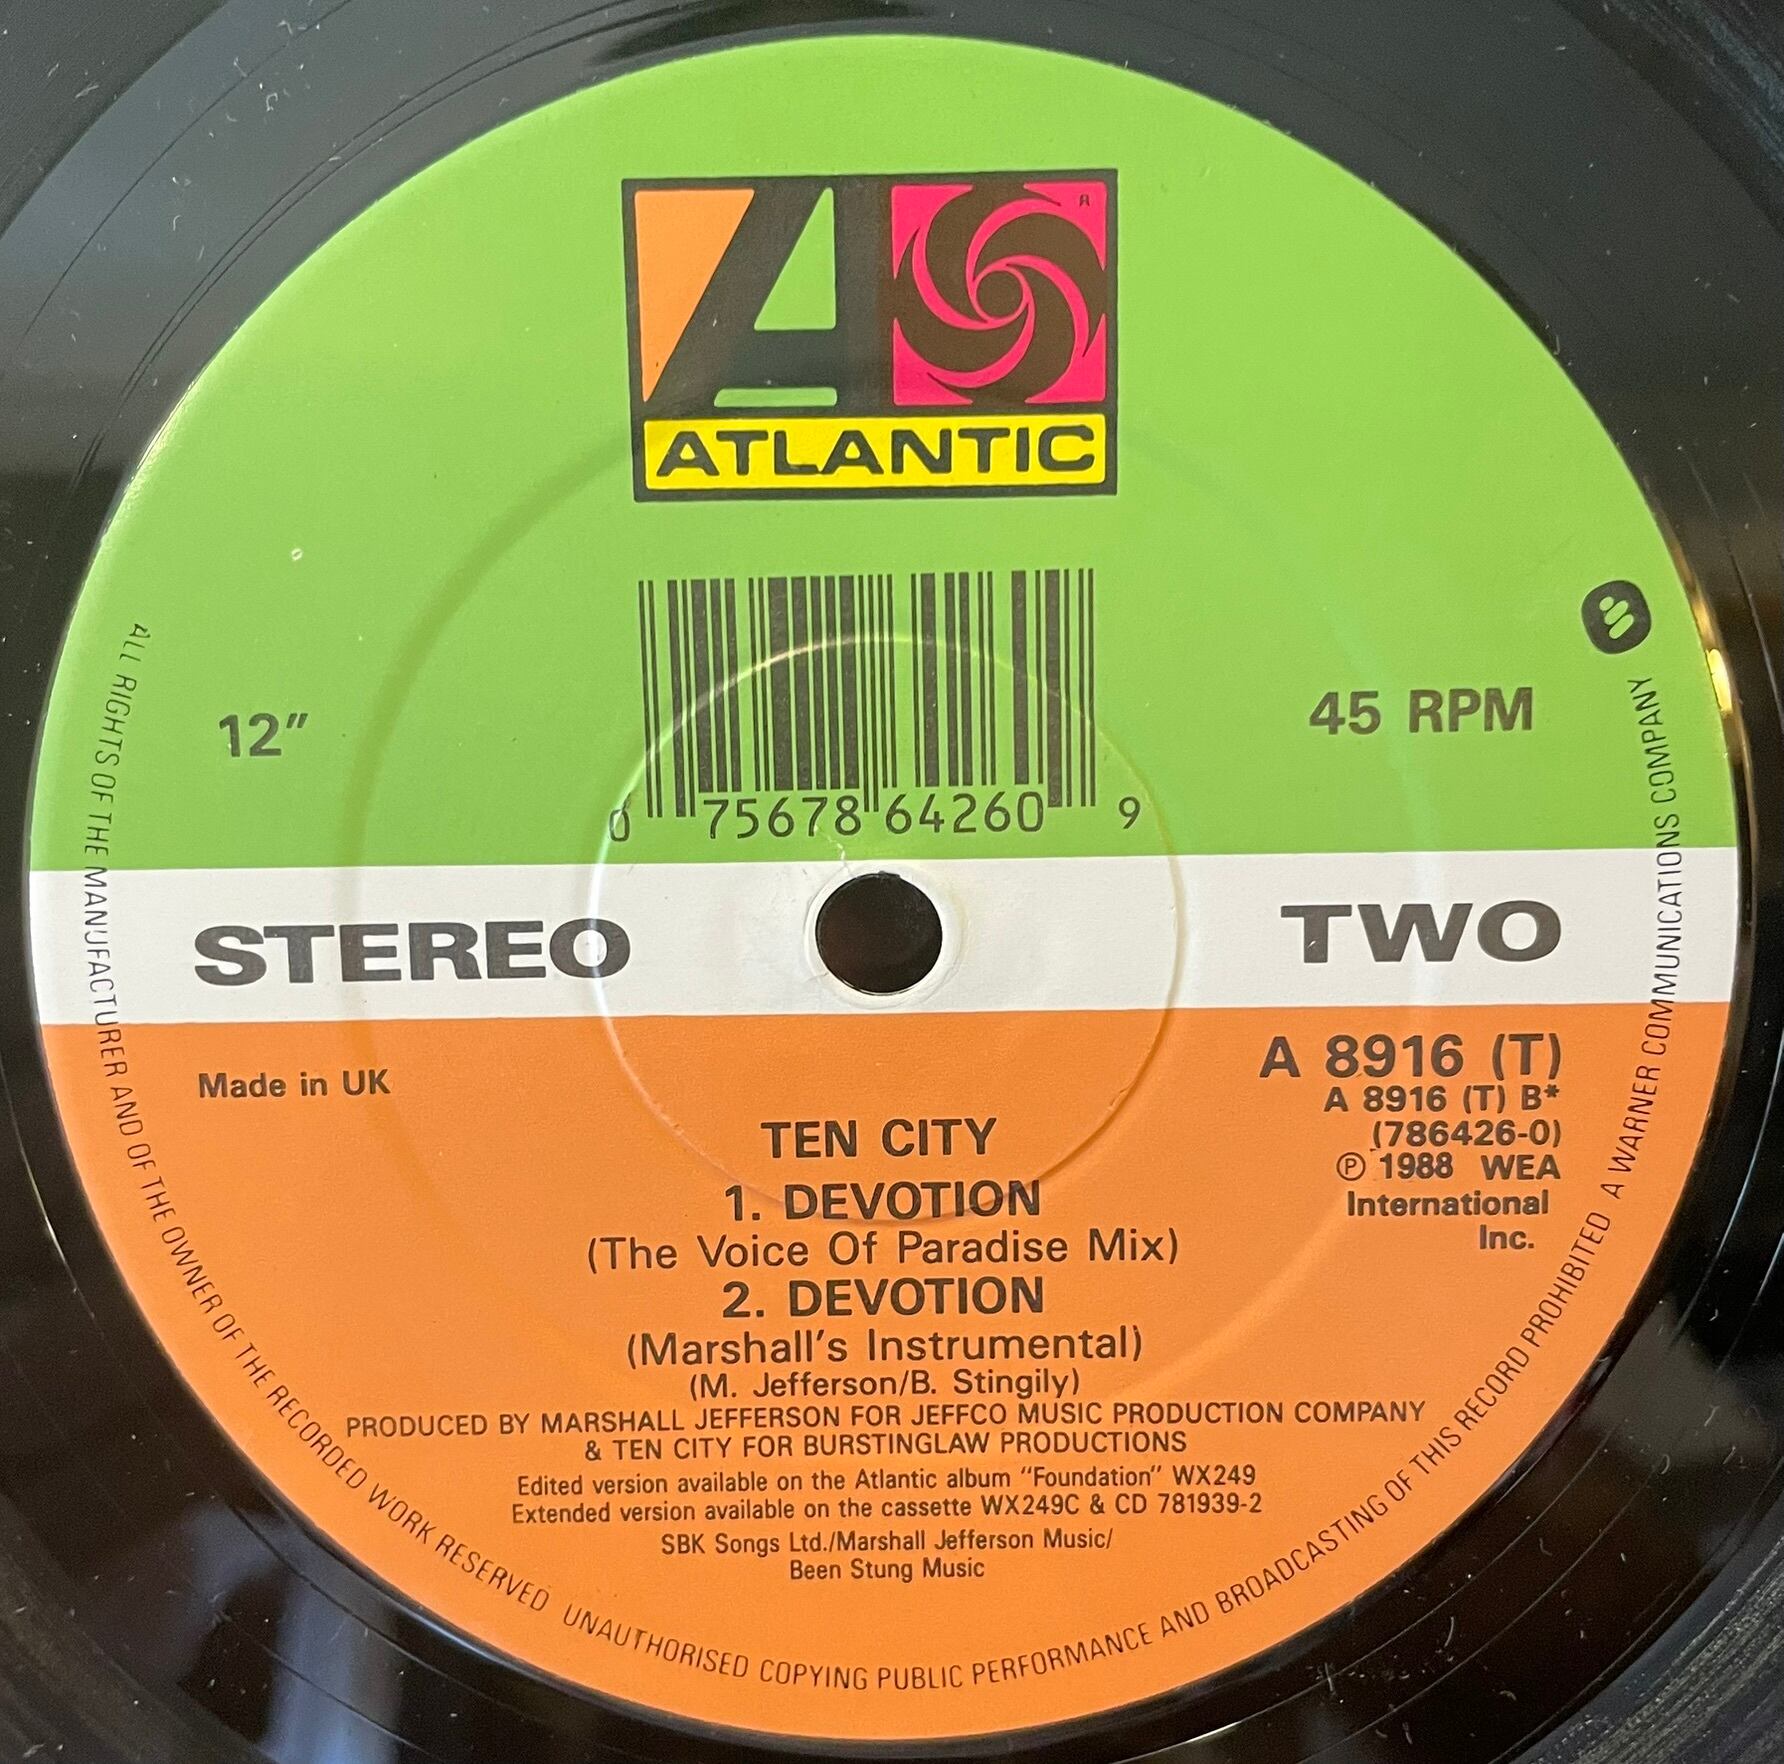 R
ATLANTIC
12"
45 RPM
0 75678 64260 9
STEREO
TWO
Made in UK
A 8916 (T)
A 8916 (T) B*
(786426-0)
℗ 1988 WEA
International
Inc.
TEN CITY
1. DEVOTION
(The Voice Of Paradise Mix)
2. DEVOTION
(Marshall's Instrumental)
(M. Jefferson/B. Stingily)
PRODUCED BY MARSHALL JEFFERSON FOR JEFFCO MUSIC PRODUCTION COMPANY
& TEN CITY FOR BURSTINGLAW PRODUCTIONS
Edited version available on the Atlantic album "Foundation" WX249
Extended version available on the cassette WX249C & CD 781939-2
SBK Songs Ltd./Marshall Jefferson Music/
Been Stung Music
ALL RIGHTS OF THE MANUFACTURER AND OF THE OWNER OF THE RECORDED WORK RESERVED UNAUTHORISED COPYING PUBLIC PERFORMANCE AND BROADCASTING OF THIS RECORD PROHIBITED A WARNER COMMUNICATIONS COMPANY